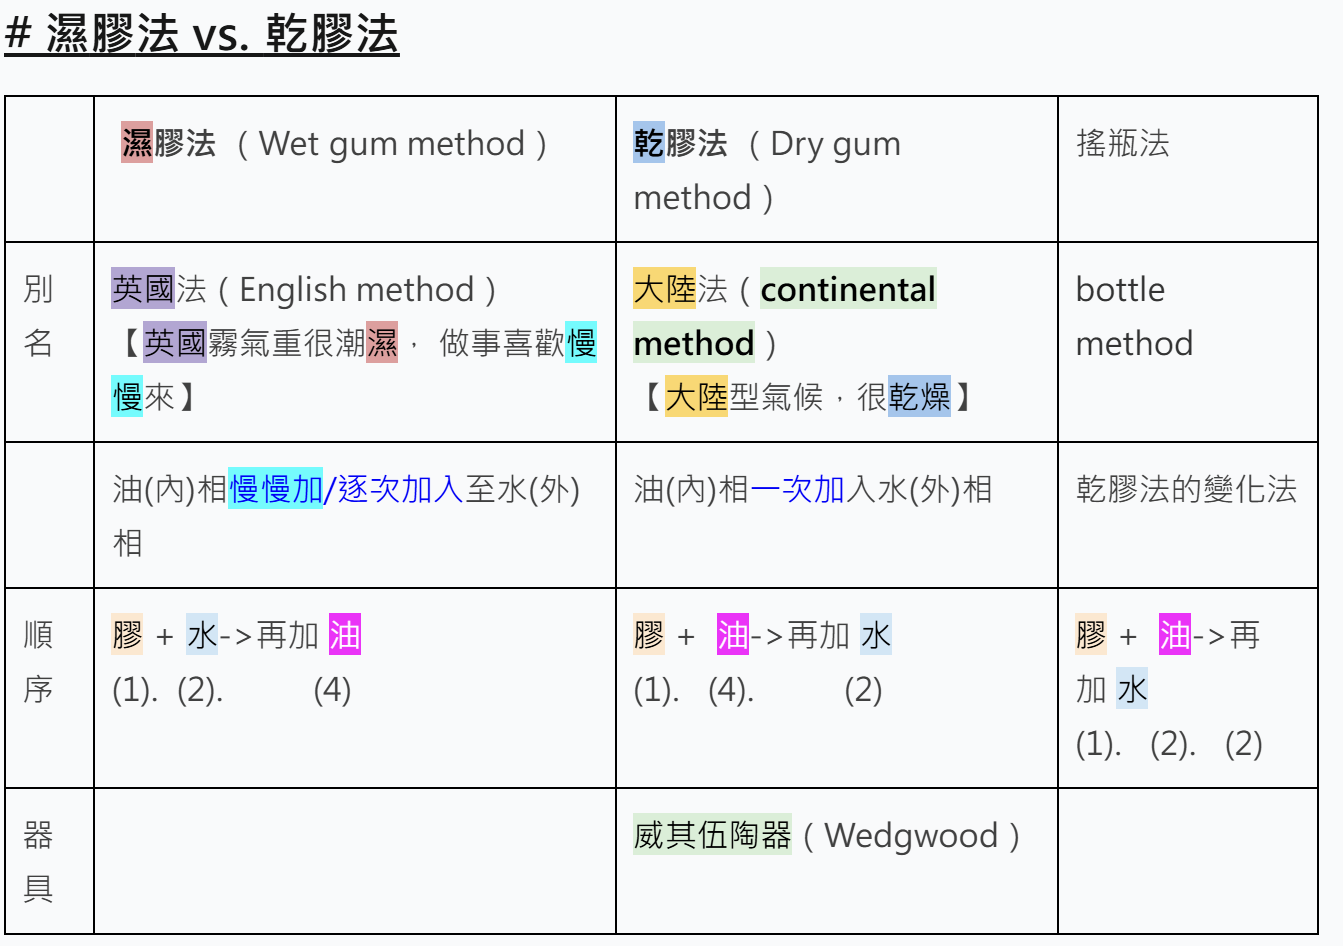 # 濕膠法 vs. 乾膠法
濕膠法 （Wet gum method）
乾膠法 （Dry gum
method）
搖瓶法
別
名
英國法（English method）
【英國霧氣重很潮濕， 做事喜歡慢
慢來】
大陸法（continental
method）
【大陸型氣候，很乾燥】
bottle
method
油(內)相慢慢加/逐次加入至水(外)
相
油(內)相一次加入水(外)相
乾膠法的變化法
順
序
膠 + 水->再加 油
(1). (2). (4)
膠 + 油->再加 水
(1). (4). (2)
膠 + 油->再
加 水
(1). (2). (2)
器
具
威其伍陶器（Wedgwood）